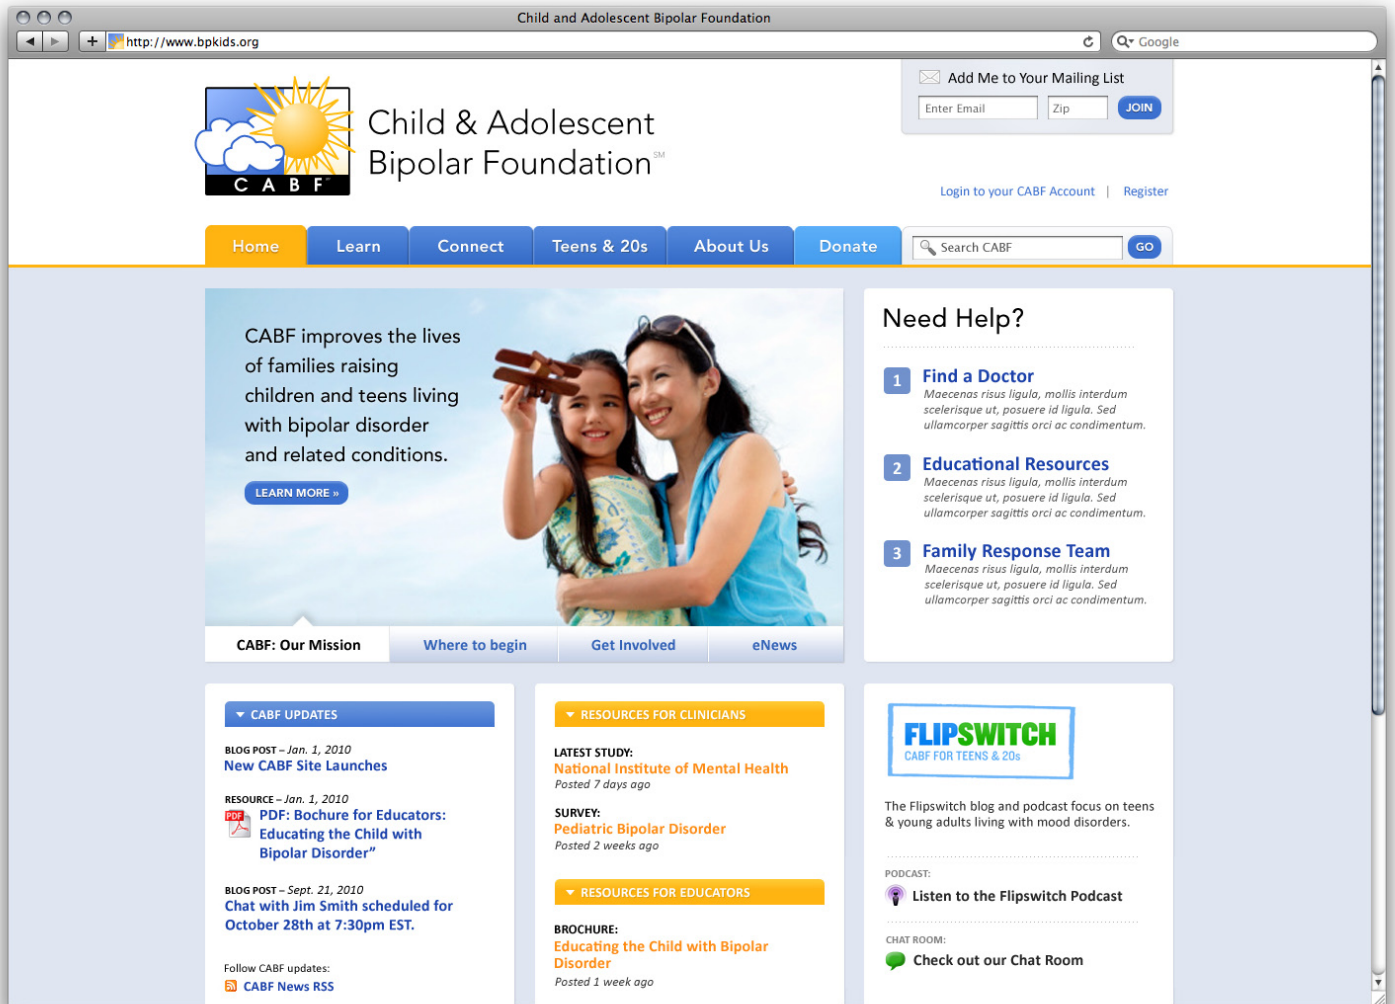 Child and Adolescent Bipolar Foundation
http://www.bpkids.org
Google
Add Me to Your Mailing List
Enter Email
Zip
JOIN
CABF
Child & Adolescent
Bipolar Foundation℠
Login to your CABF Account | Register
Home
Learn
Connect
Teens & 20s
About Us
Donate
Search CABF
GO
CABF improves the lives
of families raising
children and teens living
with bipolar disorder
and related conditions.
LEARN MORE »
CABF: Our Mission
Where to begin
Get Involved
eNews
Need Help?
1 Find a Doctor
Maecenas risus ligula, mollis interdum
scelerisque ut, posuere id ligula. Sed
ullamcorper sagittis orci ac condimentum.
2 Educational Resources
Maecenas risus ligula, mollis interdum
scelerisque ut, posuere id ligula. Sed
ullamcorper sagittis orci ac condimentum.
3 Family Response Team
Maecenas risus ligula, mollis interdum
scelerisque ut, posuere id ligula. Sed
ullamcorper sagittis orci ac condimentum.
CABF UPDATES
BLOG POST – Jan. 1, 2010
New CABF Site Launches
RESOURCE – Jan. 1, 2010
PDF
PDF: Bochure for Educators:
Educating the Child with
Bipolar Disorder”
BLOG POST – Sept. 21, 2010
Chat with Jim Smith scheduled for
October 28th at 7:30pm EST.
Follow CABF updates:
CABF News RSS
RESOURCES FOR CLINICIANS
LATEST STUDY:
National Institute of Mental Health
Posted 7 days ago
SURVEY:
Pediatric Bipolar Disorder
Posted 2 weeks ago
RESOURCES FOR EDUCATORS
BROCHURE:
Educating the Child with Bipolar
Disorder
Posted 1 week ago
FLIPSWITCH
CABF FOR TEENS & 20s
The Flipswitch blog and podcast focus on teens
& young adults living with mood disorders.
PODCAST:
Listen to the Flipswitch Podcast
CHAT ROOM:
Check out our Chat Room